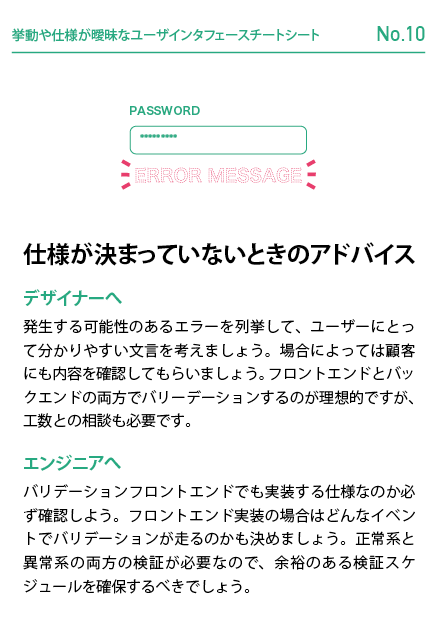 挙動や仕様が曖昧なユーザインタフェースチートシート
No.10
PASSWORD
*********
ERROR MESSAGE
仕様が決まっていないときのアドバイス
デザイナーへ
発生する可能性のあるエラーを列挙して、ユーザーにとっ
て分かりやすい文言を考えましょう。場合によっては顧客
にも内容を確認してもらいましょう。フロントエンドとバッ
クエンドの両方でバリーデーションするのが理想的ですが、
工数との相談も必要です。
エンジニアへ
バリデーションフロントエンドでも実装する仕様なのか必
ず確認しよう。フロントエンド実装の場合はどんなイベン
トでバリデーションが走るのかも決めましょう。正常系と
異常系の両方の検証が必要なので、余裕のある検証スケ
ジュールを確保するべきでしょう。